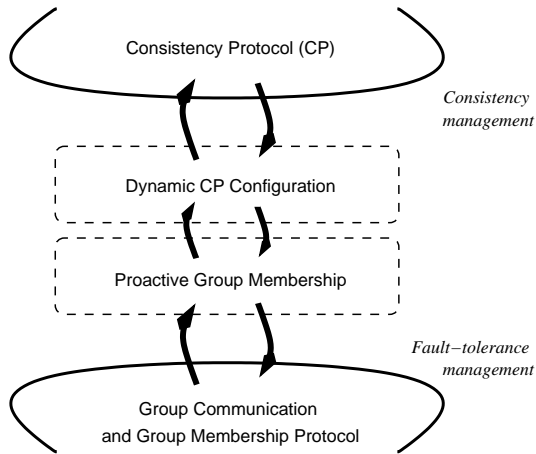 Consistency Protocol (CP)
Consistency
management
Dynamic CP Configuration
Proactive Group Membership
Fault−tolerance
management
Group Communication
and Group Membership Protocol